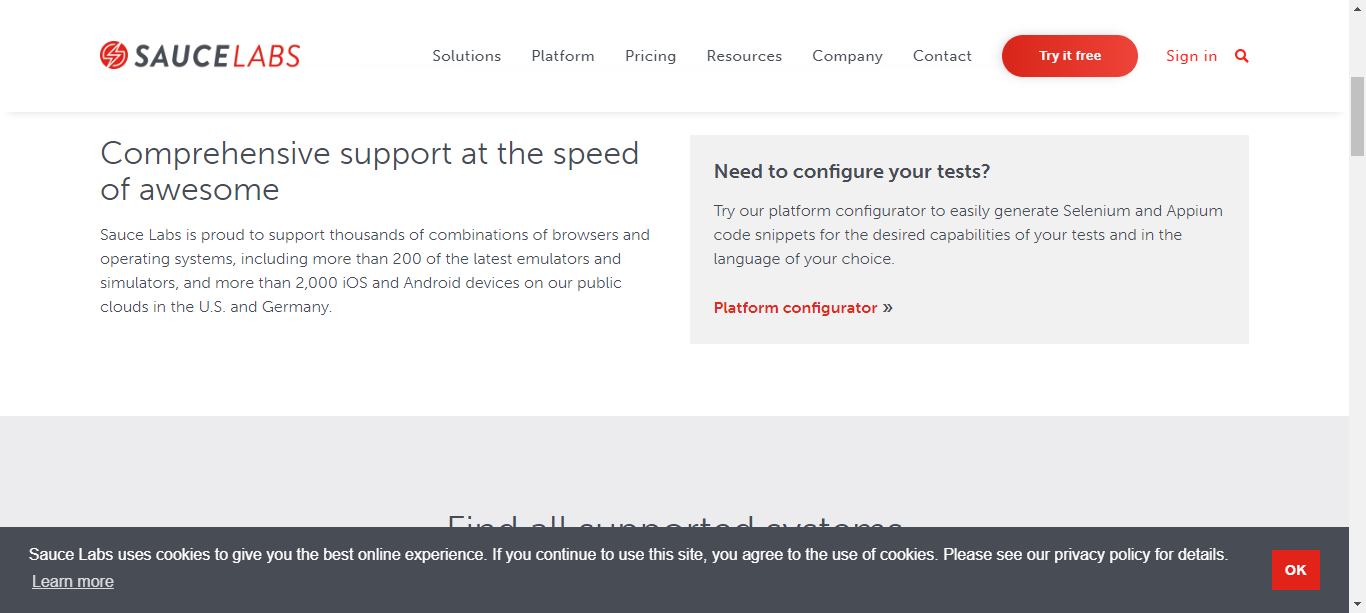 SAUCE LABS
Solutions Platform Pricing Resources Company Contact Try it free Sign in
Comprehensive support at the speed
of awesome
Sauce Labs is proud to support thousands of combinations of browsers and
operating systems, including more than 200 of the latest emulators and
simulators, and more than 2,000 iOS and Android devices on our public
clouds in the U.S. and Germany.
Need to configure your tests?
Try our platform configurator to easily generate Selenium and Appium
code snippets for the desired capabilities of your tests and in the
language of your choice.
Platform configurator »
Find all supported systems
Sauce Labs uses cookies to give you the best online experience. If you continue to use this site, you agree to the use of cookies. Please see our privacy policy for details.
Learn more
OK